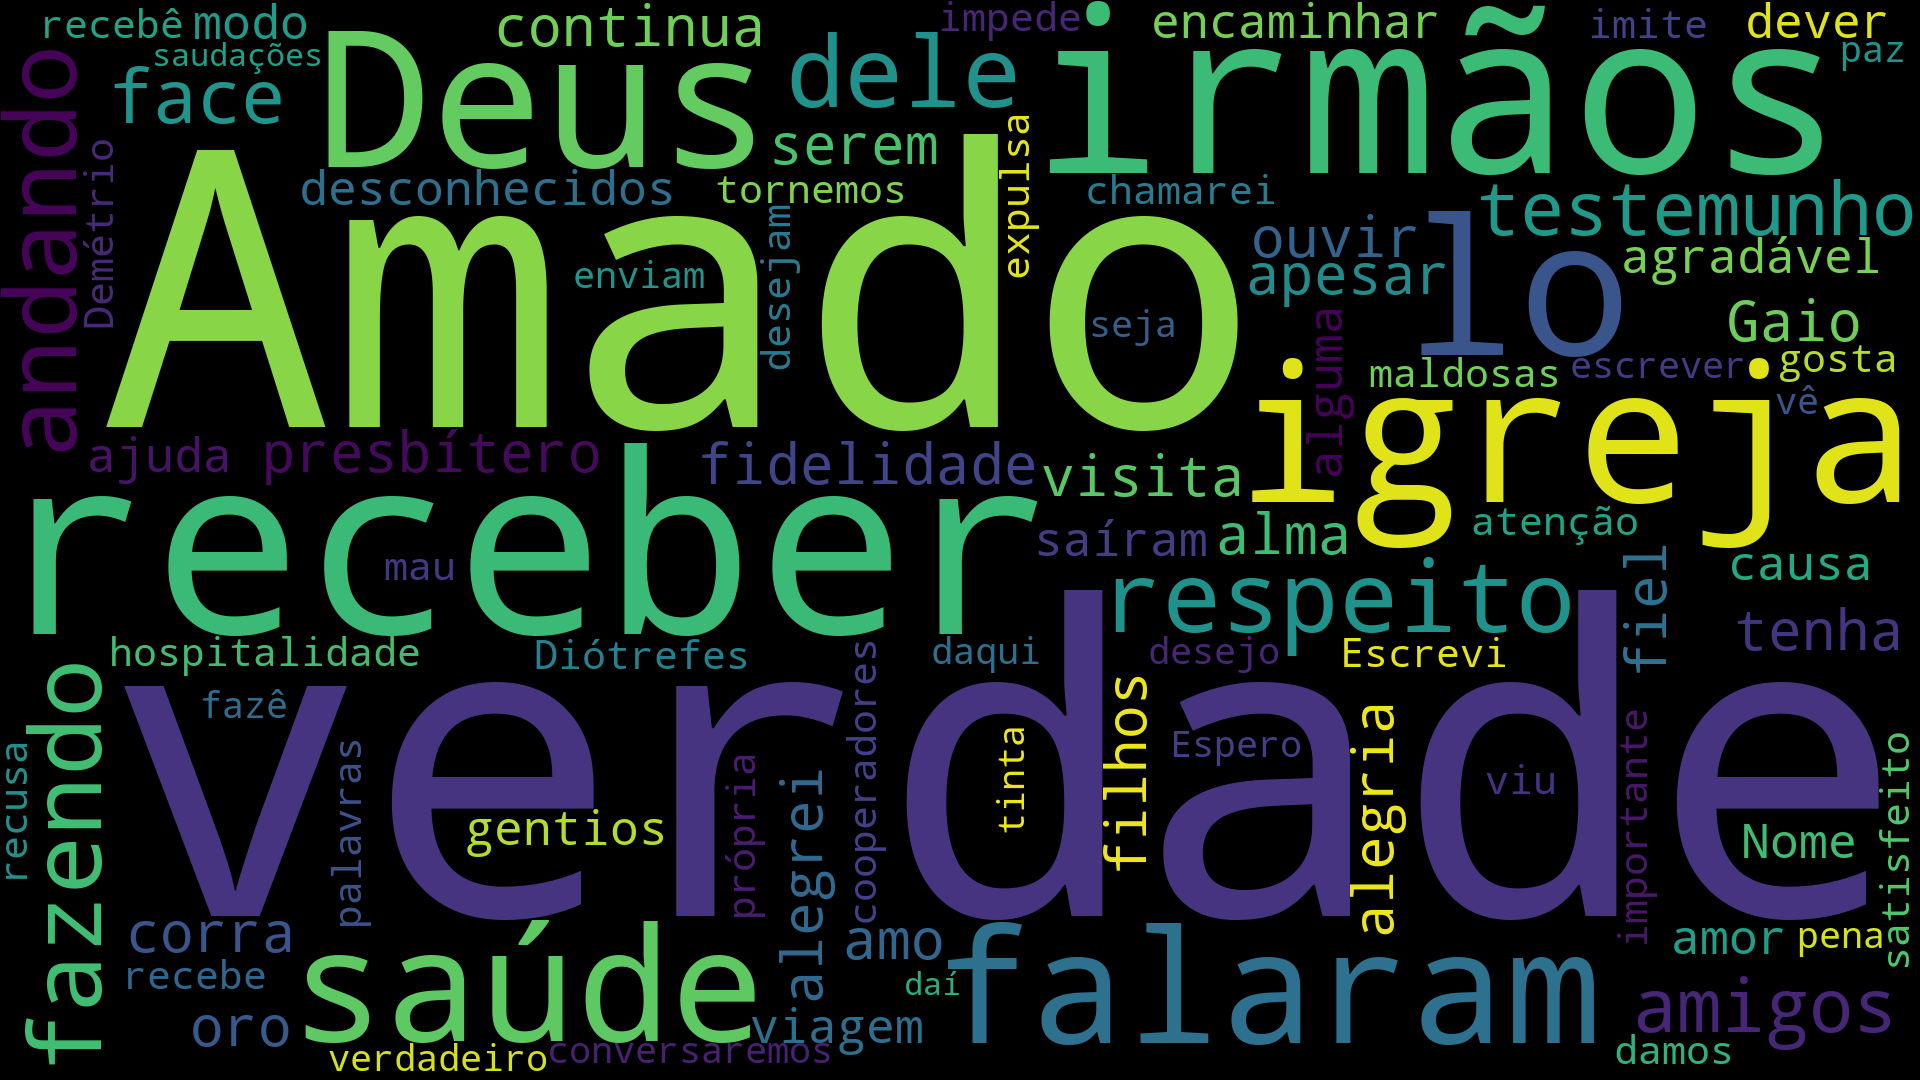 recebê
modo
continua
impede
encaminhar
imite
dever
saudações
paz
face
Deus
dele
irmãos
andando
Demétrio
serem
expulsa
desconhecidos
tornemos
chamarei
testemunho
Amado
enviam
desejam
seja
ouvir
apesar
lo
agradável
Gaio
alguma
maldosas
escrever
gosta
vê
igreja
ajuda
presbítero
fidelidade
visita
receber
mau
saíram
alma
atenção
causa
respeito
fiel
tenha
hospitalidade
Diótrefes
daqui
desejo
Escrevi
fazendo
fazê
verdade
cooperadores
filhos
Espero
alegria
viu
importante
recusa
palavras
gentios
própria
alegrei
tinta
Nome
satisfeito
corra
recebe
oro
saúde
amo
daí
falaram
amor
pena
viagem
amigos
verdadeiro
conversaremos
damos